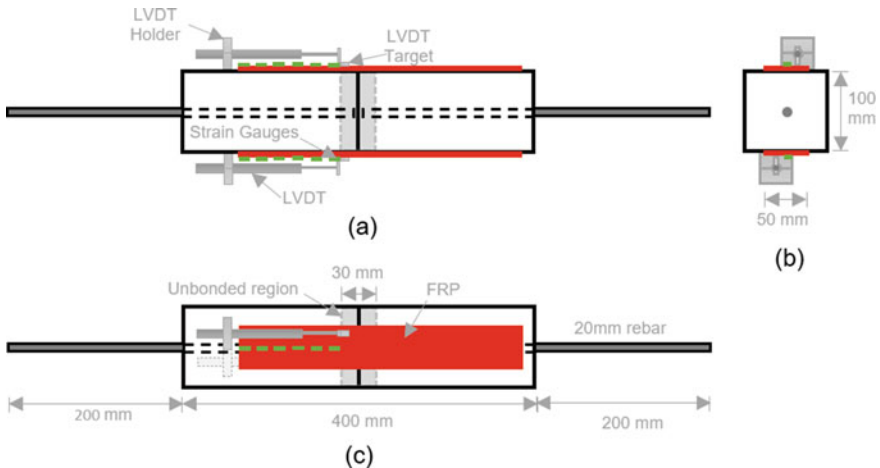 LVDT
Holder
LVDT
Target
Strain Gauges
LVDT
(a)
100
mm
50 mm
(b)
30 mm
Unbonded region
FRP
20mm rebar
200 mm
400 mm
200 mm
(c)